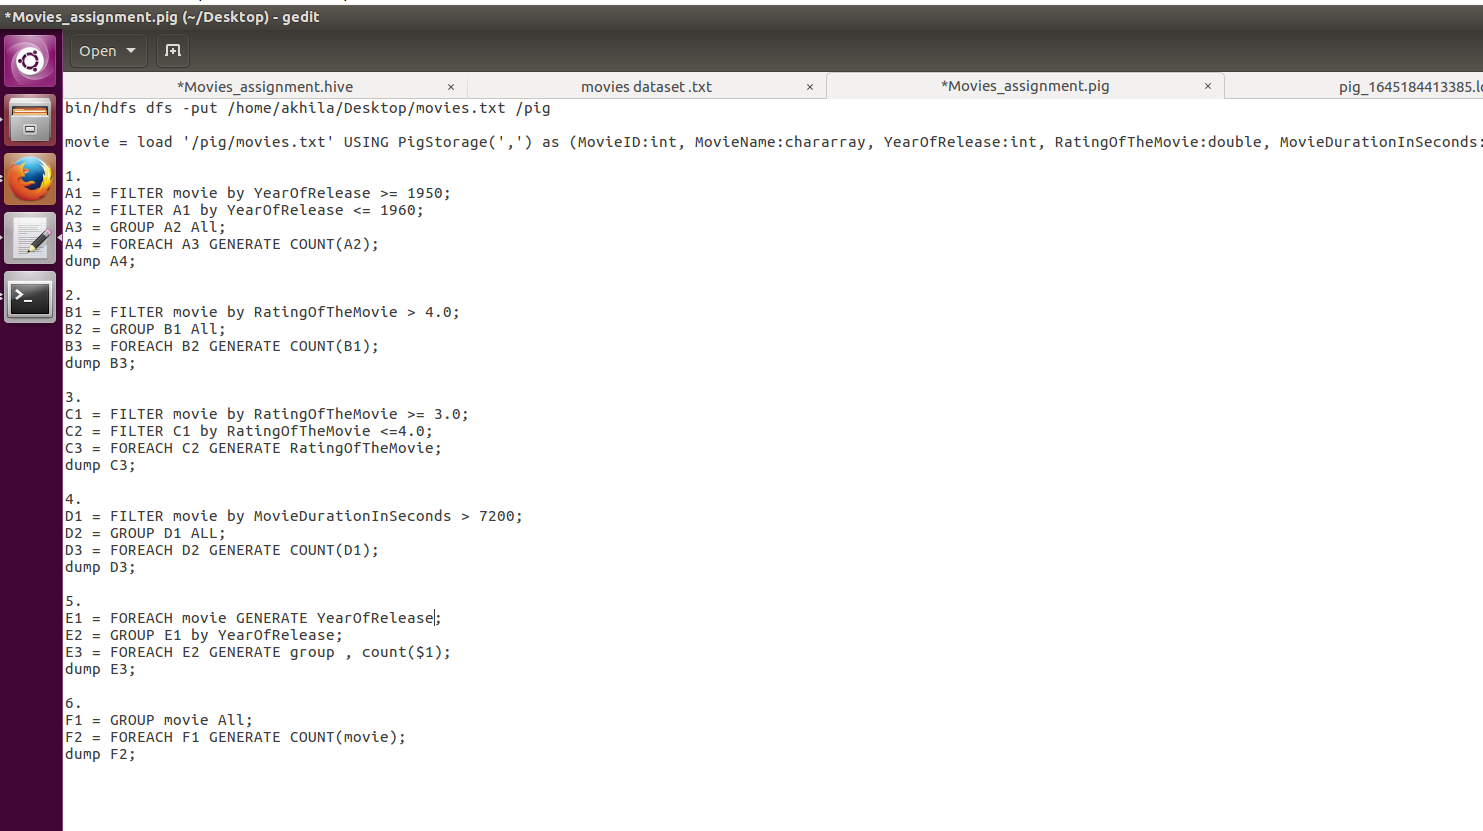 *Movies_assignment.pig (~/Desktop) - gedit
Open
*Movies_assignment.hive × movies dataset .txt × *Movies_assignment.pig × pig_1645184413385.l
bin/hdfs dfs -put /home/akhila/Desktop/movies.txt /pig
movie = load '/pig/movies.txt' USING PigStorage(',') as (MovieID:int, MovieName:chararray, YearOfRelease:int, RatingOfTheMovie:double, MovieDurationInSeconds:
1.
A1 = FILTER movie by YearOfRelease >= 1950;
A2 = FILTER A1 by YearOfRelease <= 1960;
A3 = GROUP A2 All;
A4 = FOREACH A3 GENERATE COUNT(A2);
dump A4;
2.
B1 = FILTER movie by RatingOfTheMovie > 4.0;
B2 = GROUP B1 All;
B3 = FOREACH B2 GENERATE COUNT(B1);
dump B3;
3.
C1 = FILTER movie by RatingOfTheMovie >= 3.0;
C2 = FILTER C1 by RatingOfTheMovie <=4.0;
C3 = FOREACH C2 GENERATE RatingOfTheMovie;
dump C3;
4.
D1 = FILTER movie by MovieDurationInSeconds > 7200;
D2 = GROUP D1 ALL;
D3 = FOREACH D2 GENERATE COUNT(D1);
dump D3;
5.
E1 = FOREACH movie GENERATE YearOfRelease;
E2 = GROUP E1 by YearOfRelease;
E3 = FOREACH E2 GENERATE group , count($1);
dump E3;
6.
F1 = GROUP movie All;
F2 = FOREACH F1 GENERATE COUNT(movie);
dump F2;